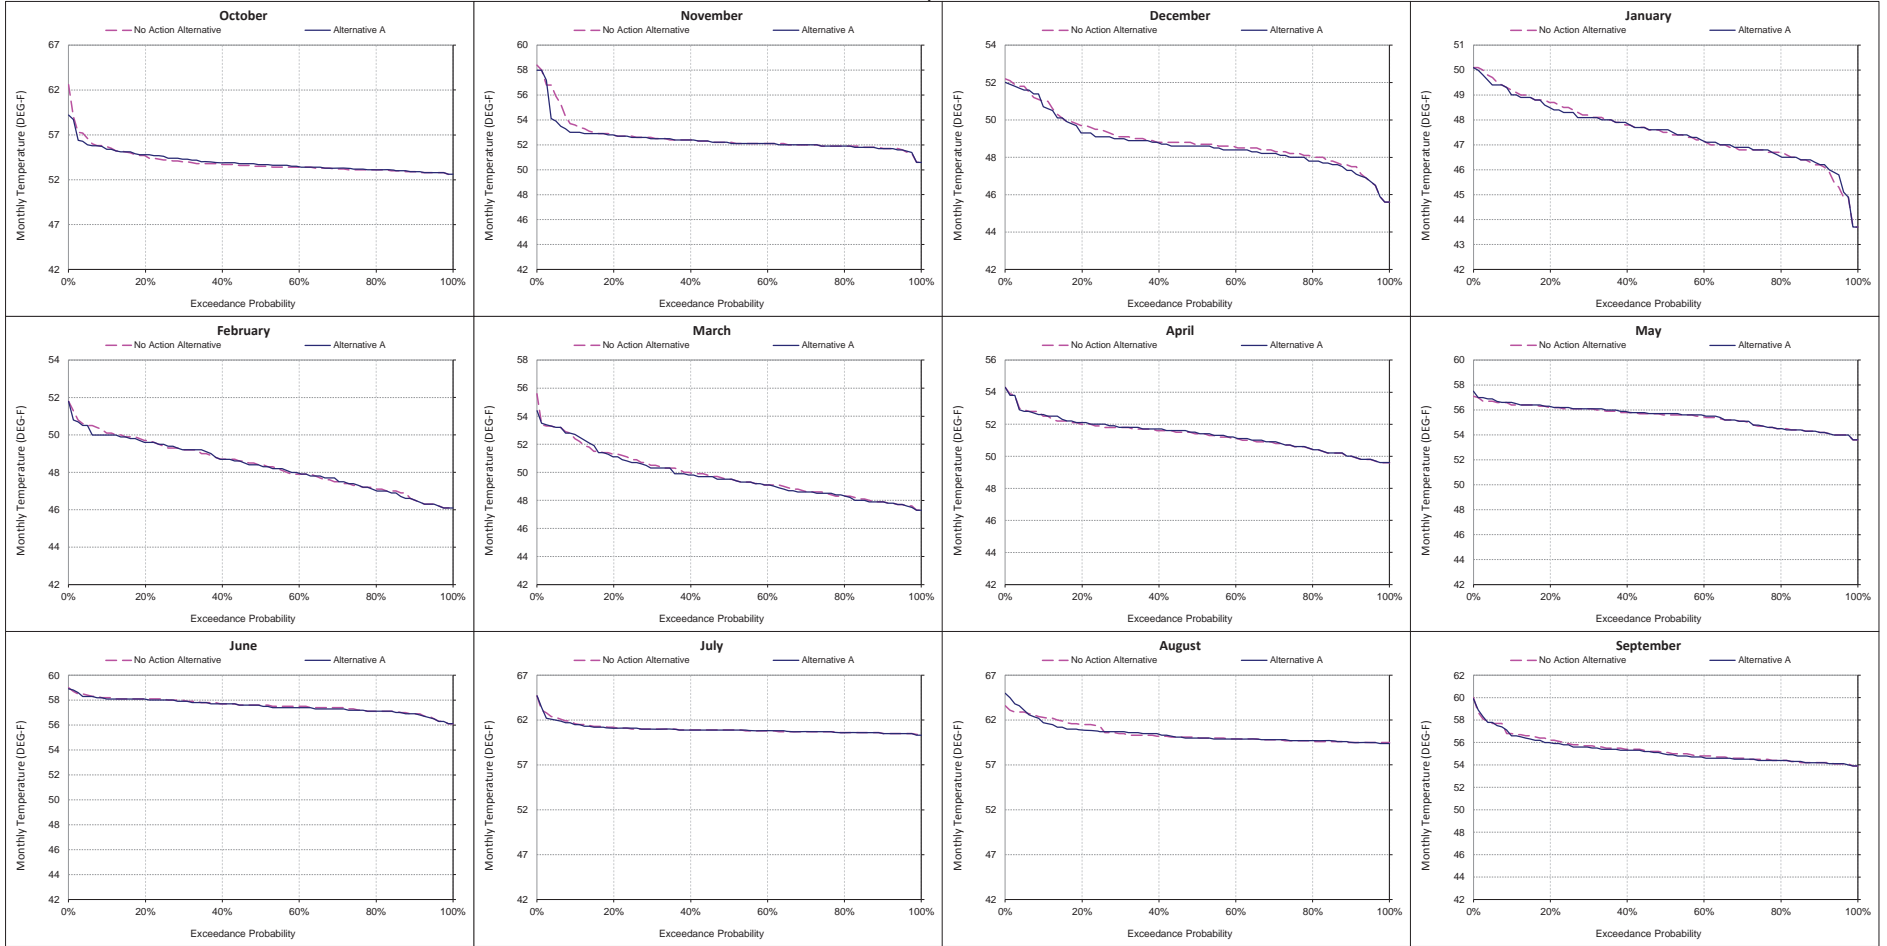 October
No Action Alternative Alternative A
Monthly Temperature (DEG-F)
67
62
57
52
47
42
0% 20% 40% 60% 80% 100%
Exceedance Probability
November
No Action Alternative Alternative A
Monthly Temperature (DEG-F)
60
58
56
54
52
50
48
46
44
42
0% 20% 40% 60% 80% 100%
Exceedance Probability
December
No Action Alternative Alternative A
Monthly Temperature (DEG-F)
54
52
50
48
46
44
42
0% 20% 40% 60% 80% 100%
Exceedance Probability
January
No Action Alternative Alternative A
Monthly Temperature (DEG-F)
51
50
49
48
47
46
45
44
43
42
0% 20% 40% 60% 80% 100%
Exceedance Probability
February
No Action Alternative Alternative A
Monthly Temperature (DEG-F)
54
52
50
48
46
44
42
0% 20% 40% 60% 80% 100%
Exceedance Probability
March
No Action Alternative Alternative A
Monthly Temperature (DEG-F)
58
56
54
52
50
48
46
44
42
0% 20% 40% 60% 80% 100%
Exceedance Probability
April
No Action Alternative Alternative A
Monthly Temperature (DEG-F)
56
54
52
50
48
46
44
42
0% 20% 40% 60% 80% 100%
Exceedance Probability
May
No Action Alternative Alternative A
Monthly Temperature (DEG-F)
60
58
56
54
52
50
48
46
44
42
0% 20% 40% 60% 80% 100%
Exceedance Probability
June
No Action Alternative Alternative A
Monthly Temperature (DEG-F)
60
58
56
54
52
50
48
46
44
42
0% 20% 40% 60% 80% 100%
Exceedance Probability
July
No Action Alternative Alternative A
Monthly Temperature (DEG-F)
67
62
57
52
47
42
0% 20% 40% 60% 80% 100%
Exceedance Probability
August
No Action Alternative Alternative A
Monthly Temperature (DEG-F)
67
62
57
52
47
42
0% 20% 40% 60% 80% 100%
Exceedance Probability
September
No Action Alternative Alternative A
Monthly Temperature (DEG-F)
62
60
58
56
54
52
50
48
46
44
42
0% 20% 40% 60% 80% 100%
Exceedance Probability